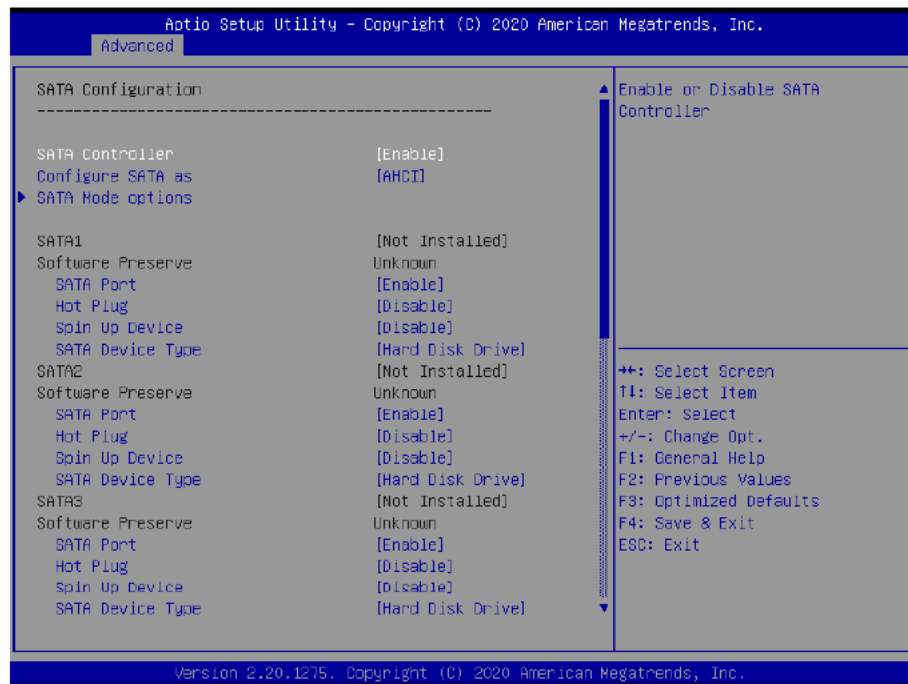 Aptio Setup Utility – Copyright (C) 2020 American Megatrends, Inc.
Advanced
SATA Configuration
--------------------------------------------------
SATA Controller [Enable]
Configure SATA as [AHCI]
SATA Mode options
SATA1 [Not Installed]
Software Preserve Unknown
SATA Port [Enable]
Hot Plug [Disable]
Spin Up Device [Disable]
SATA Device Type [Hard Disk Drive]
SATA2 [Not Installed]
Software Preserve Unknown
SATA Port [Enable]
Hot Plug [Disable]
Spin Up Device [Disable]
SATA Device Type [Hard Disk Drive]
SATA3 [Not Installed]
Software Preserve Unknown
SATA Port [Enable]
Hot Plug [Disable]
Spin Up Device [Disable]
SATA Device Type [Hard Disk Drive]
Enable or Disable SATA
Controller
→←: Select Screen
↑↓: Select Item
Enter: Select
+/-: Change Opt.
F1: General Help
F2: Previous Values
F3: Optimized Defaults
F4: Save & Exit
ESC: Exit
Version 2.20.1275. Copyright (C) 2020 American Megatrends, Inc.